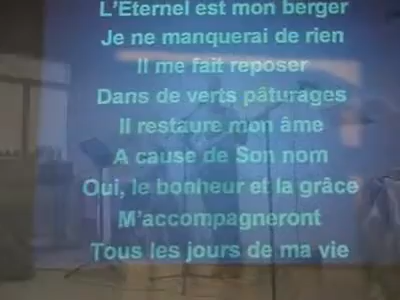 L'Eternel est mon berger
Je ne manquerai de rien
Il me fait reposer
Dans de verts pâturages
Il restaure mon âme
A cause de Son nom
Oui, le bonheur et la grâce
M'accompagneront
Tous les jours de ma vie